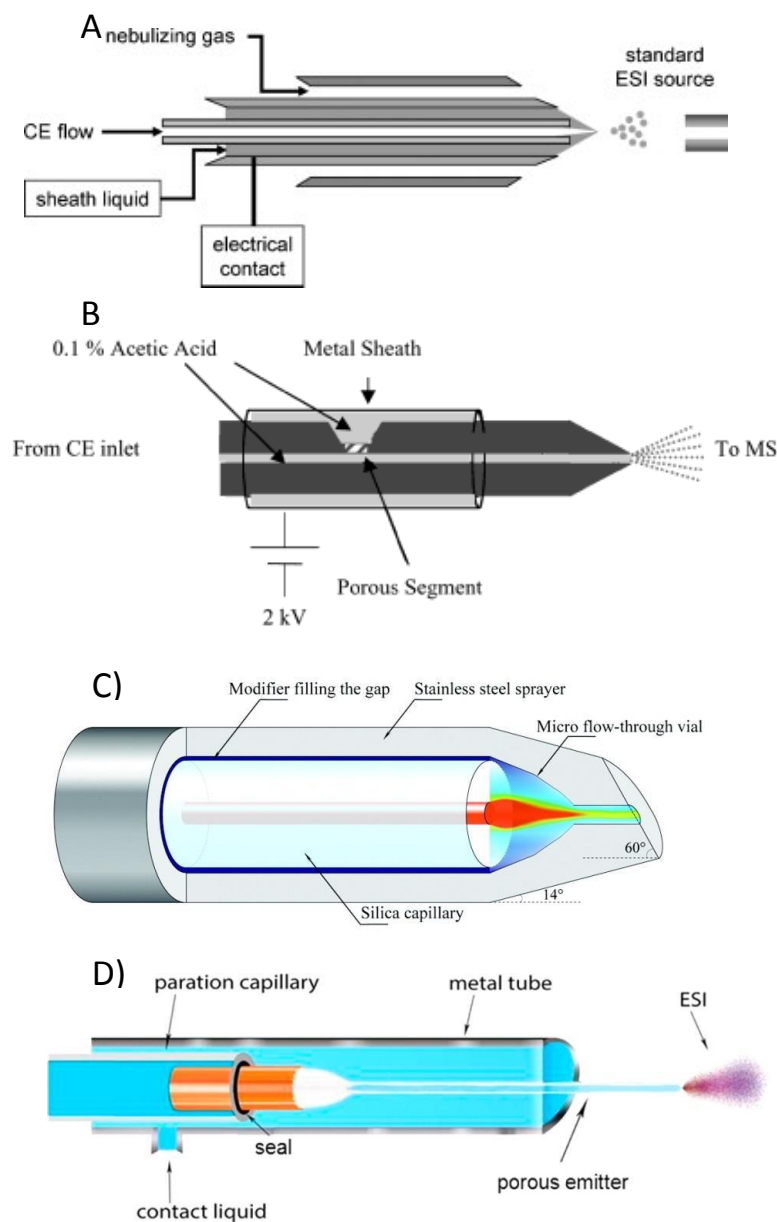 A
nebulizing gas
standard
ESI source
CE flow
sheath liquid
electrical
contact
B
0.1 % Acetic Acid
Metal Sheath
From CE inlet
To MS
Porous Segment
2 kV
C)
Modifier filling the gap
Stainless steel sprayer
Micro flow-through vial
60°
14°
Silica capillary
D)
paration capillary
metal tube
ESI
seal
porous emitter
contact liquid